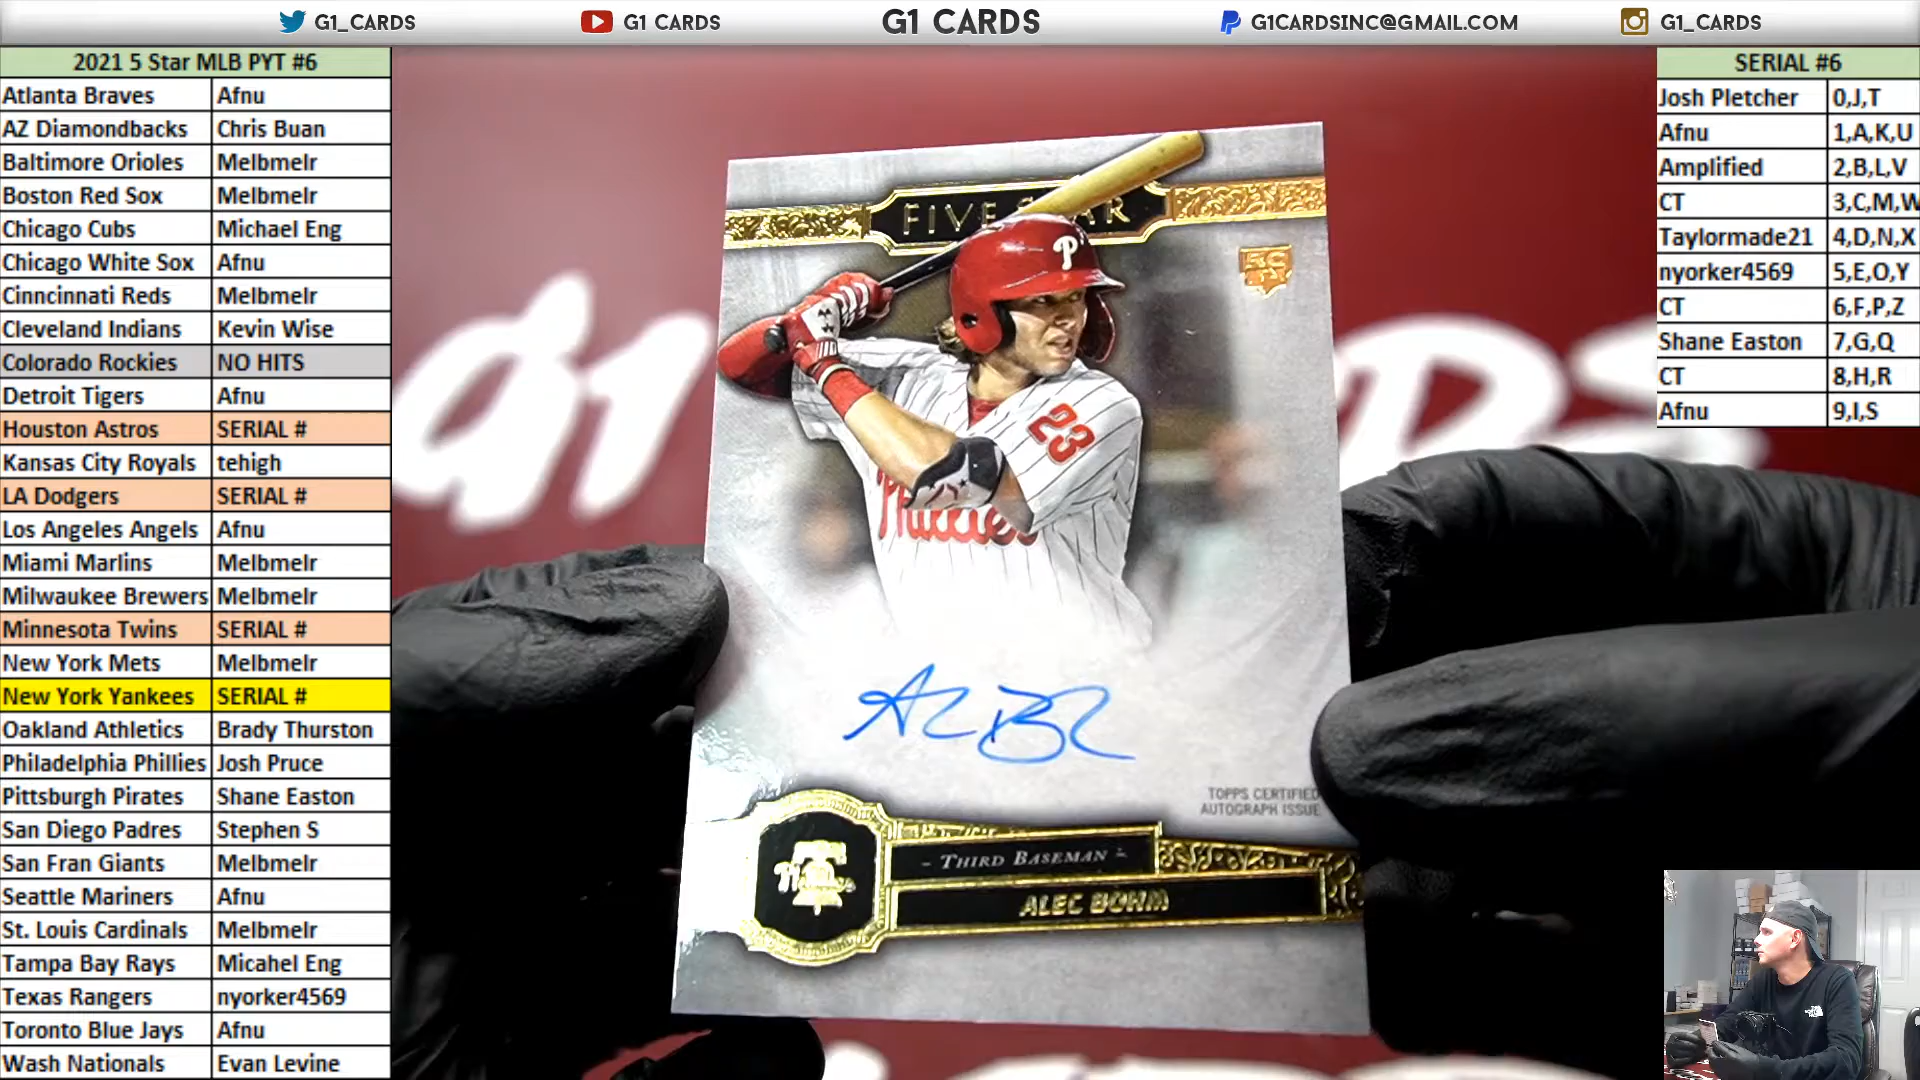 G1_CARDS
G1 CARDS
G1 CARDS
G1CARDSINC@GMAIL.COM
G1_CARDS
2021 5 Star MLB PYT #6
Atlanta Braves Afnu
AZ Diamondbacks Chris Buan
Baltimore Orioles Melbmelr
Boston Red Sox Melbmelr
Chicago Cubs Michael Eng
Chicago White Sox Afnu
Cinncinnati Reds Melbmelr
Cleveland Indians Kevin Wise
Colorado Rockies NO HITS
Detroit Tigers Afnu
Houston Astros SERIAL #
Kansas City Royals tehigh
LA Dodgers SERIAL #
Los Angeles Angels Afnu
Miami Marlins Melbmelr
Milwaukee Brewers Melbmelr
Minnesota Twins SERIAL #
New York Mets Melbmelr
New York Yankees SERIAL #
Oakland Athletics Brady Thurston
Philadelphia Phillies Josh Pruce
Pittsburgh Pirates Shane Easton
San Diego Padres Stephen S
San Fran Giants Melbmelr
Seattle Mariners Afnu
St. Louis Cardinals Melbmelr
Tampa Bay Rays Micahel Eng
Texas Rangers nyorker4569
Toronto Blue Jays Afnu
Wash Nationals Evan Levine
SERIAL #6
Josh Pletcher 0,J,T
Afnu 1,A,K,U
Amplified 2,B,L,V
CT 3,C,M,W
Taylormade21 4,D,N,X
nyorker4569 5,E,O,Y
CT 6,F,P,Z
Shane Easton 7,G,Q
CT 8,H,R
Afnu 9,I,S
FIVE STAR
P
RC
23
Phillies
TOPPS CERTIFIED
AUTOGRAPH ISSUE
- THIRD BASEMAN -
ALEC BOHM